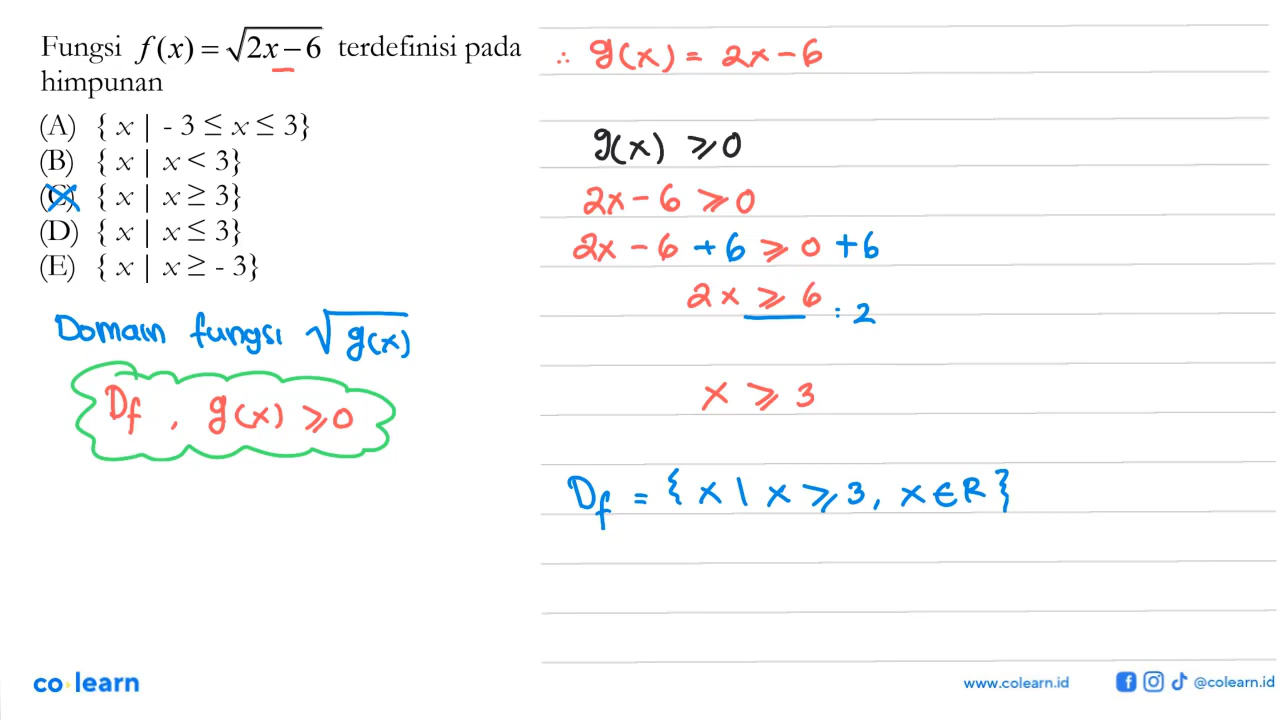 Fungsi f(x) = √2x − 6 terdefinisi pada
himpunan
(A) { x | - 3 ≤ x ≤ 3}
(B) { x | x < 3}
(C) { x | x ≥ 3}
(D) { x | x ≤ 3}
(E) { x | x ≥ - 3}
Domain fungsi √g(x)
Df , g(x) ⩾ 0
∴ g(x) = 2x − 6
g(x) ⩾ 0
2x − 6 ⩾ 0
2x − 6 + 6 ⩾ 0 + 6
2x ⩾ 6 : 2
x ⩾ 3
Df = { x | x ⩾ 3, x ∈ R }
co learn
www.colearn.id
@colearn.id